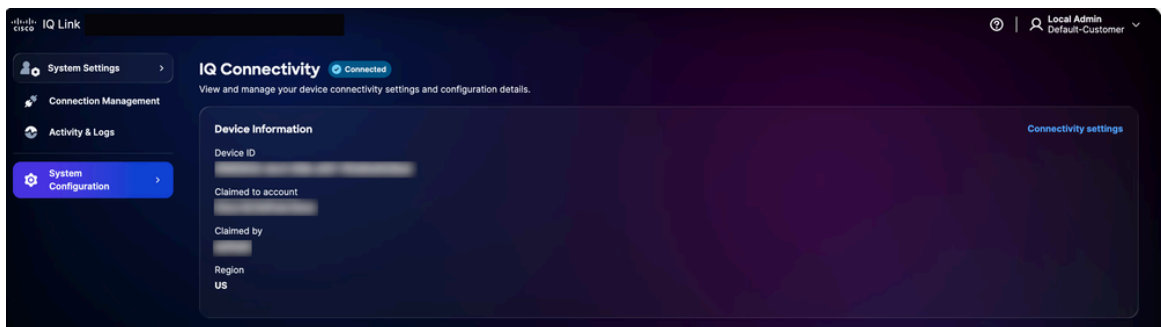 CISCO IQ Link
Local Admin
Default-Customer
System Settings
Connection Management
Activity & Logs
System
Configuration
IQ Connectivity Connected
View and manage your device connectivity settings and configuration details.
Device Information
Connectivity settings
Device ID
Claimed to account
Claimed by
Region
US